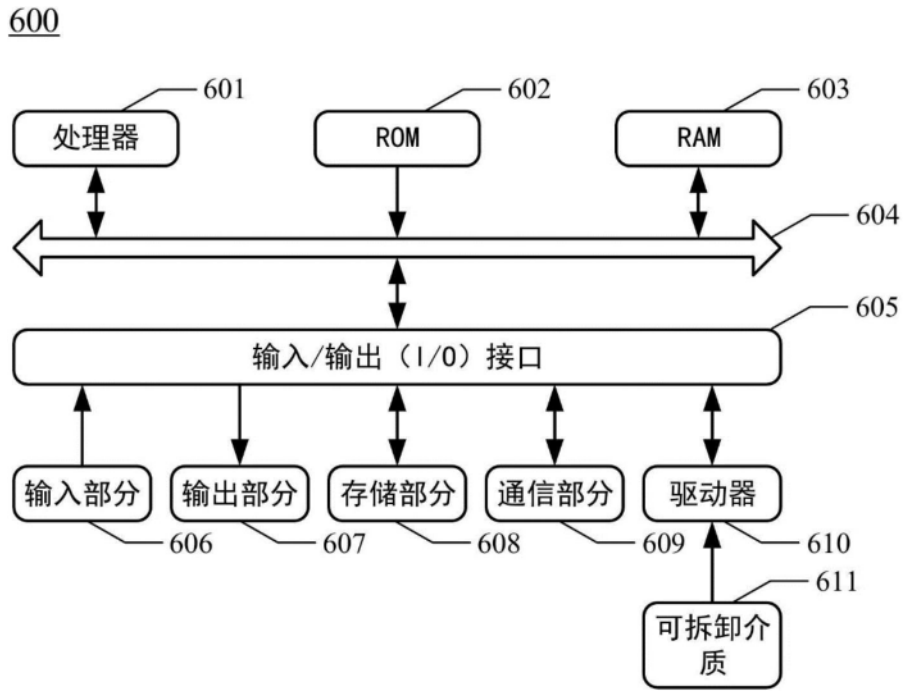 600
601
602
603
处理器
ROM
RAM
604
605
输入/输出（I/O）接口
输入部分
输出部分
存储部分
通信部分
驱动器
606
607
608
609
610
611
可拆卸介
质